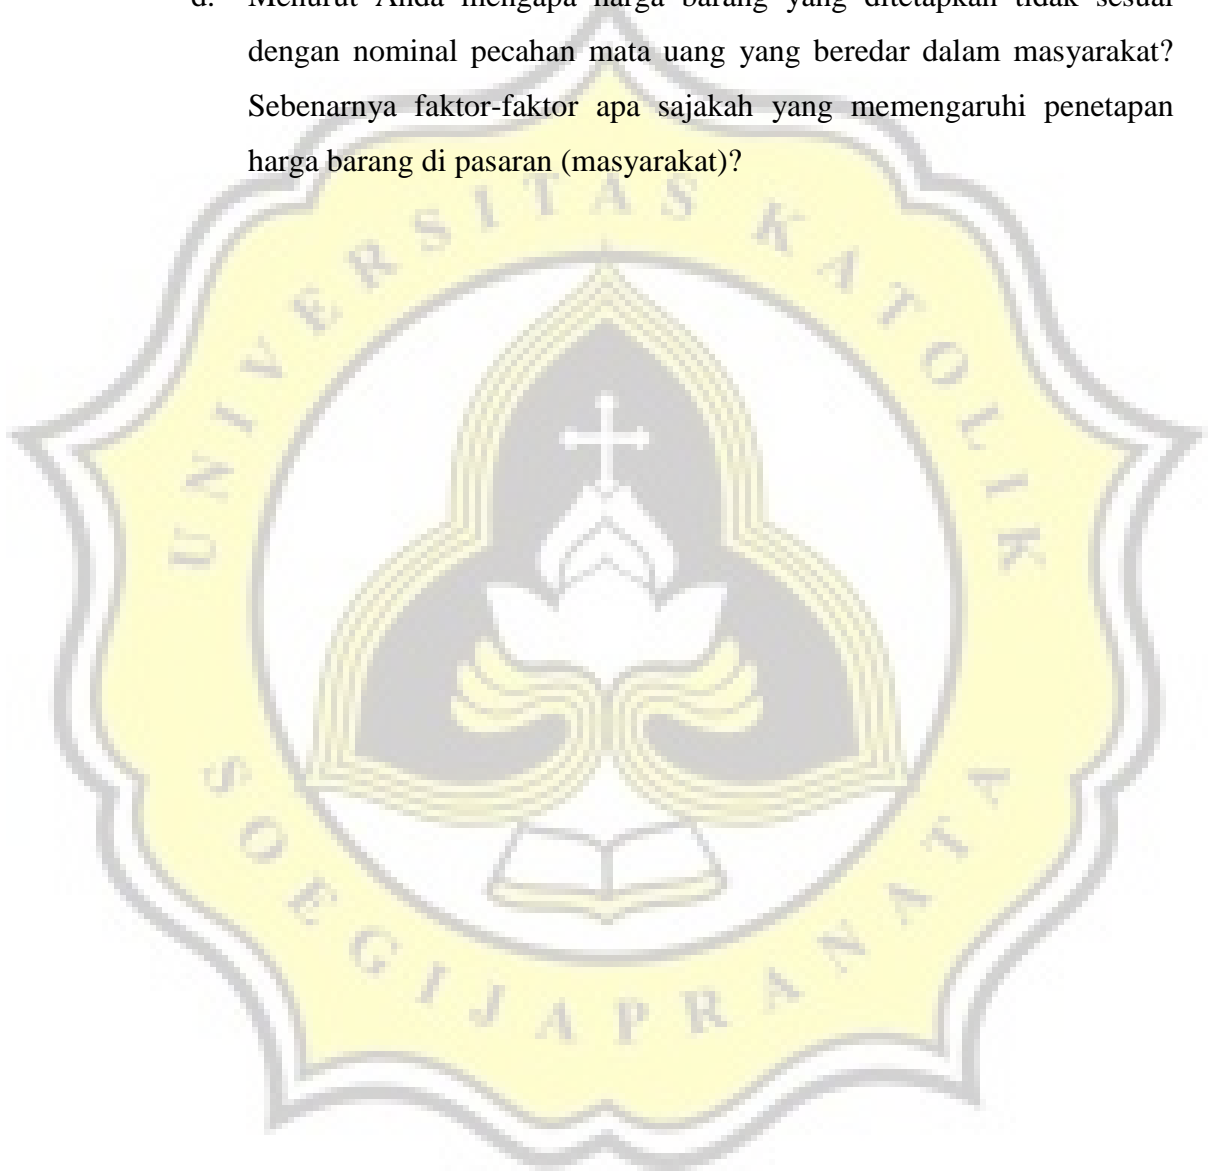 d. Menurut Anda mengapa harga barang yang ditetapkan tidak sesuai
dengan nominal pecahan mata uang yang beredar dalam masyarakat?
Sebenarnya faktor-faktor apa sajakah yang memengaruhi penetapan
harga barang di pasaran (masyarakat)?
UNIVERSITAS KATOLIK
SOEGIJAPRANATA